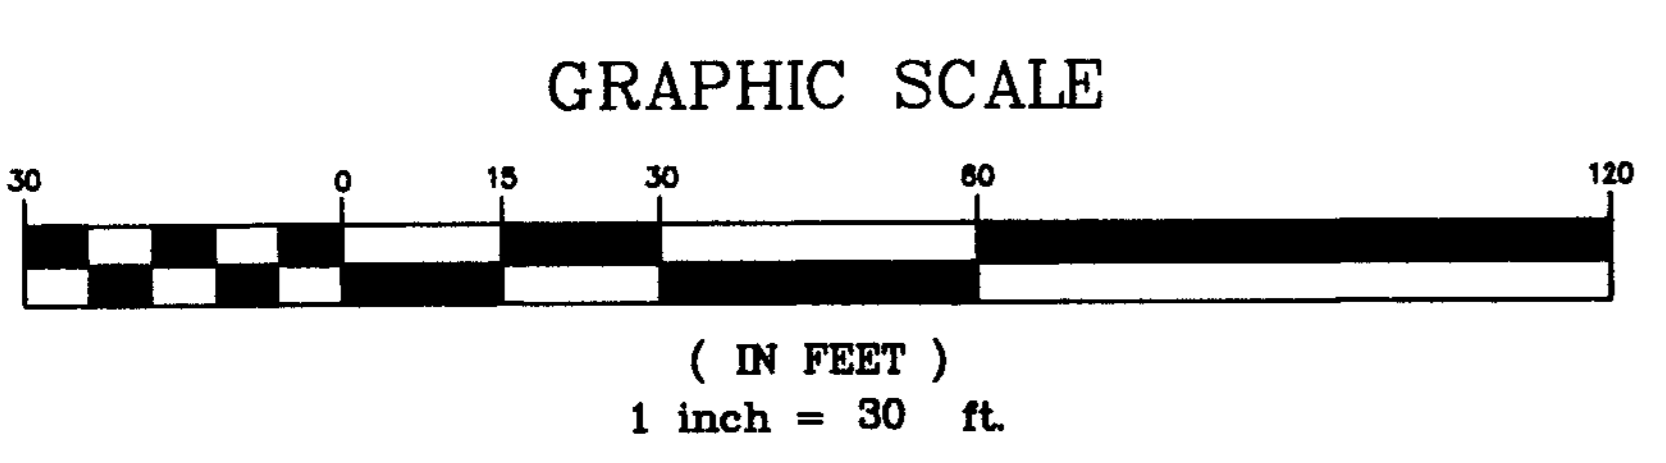 GRAPHIC SCALE
30 0 15 30 60 120
( IN FEET )
1 inch = 30 ft.